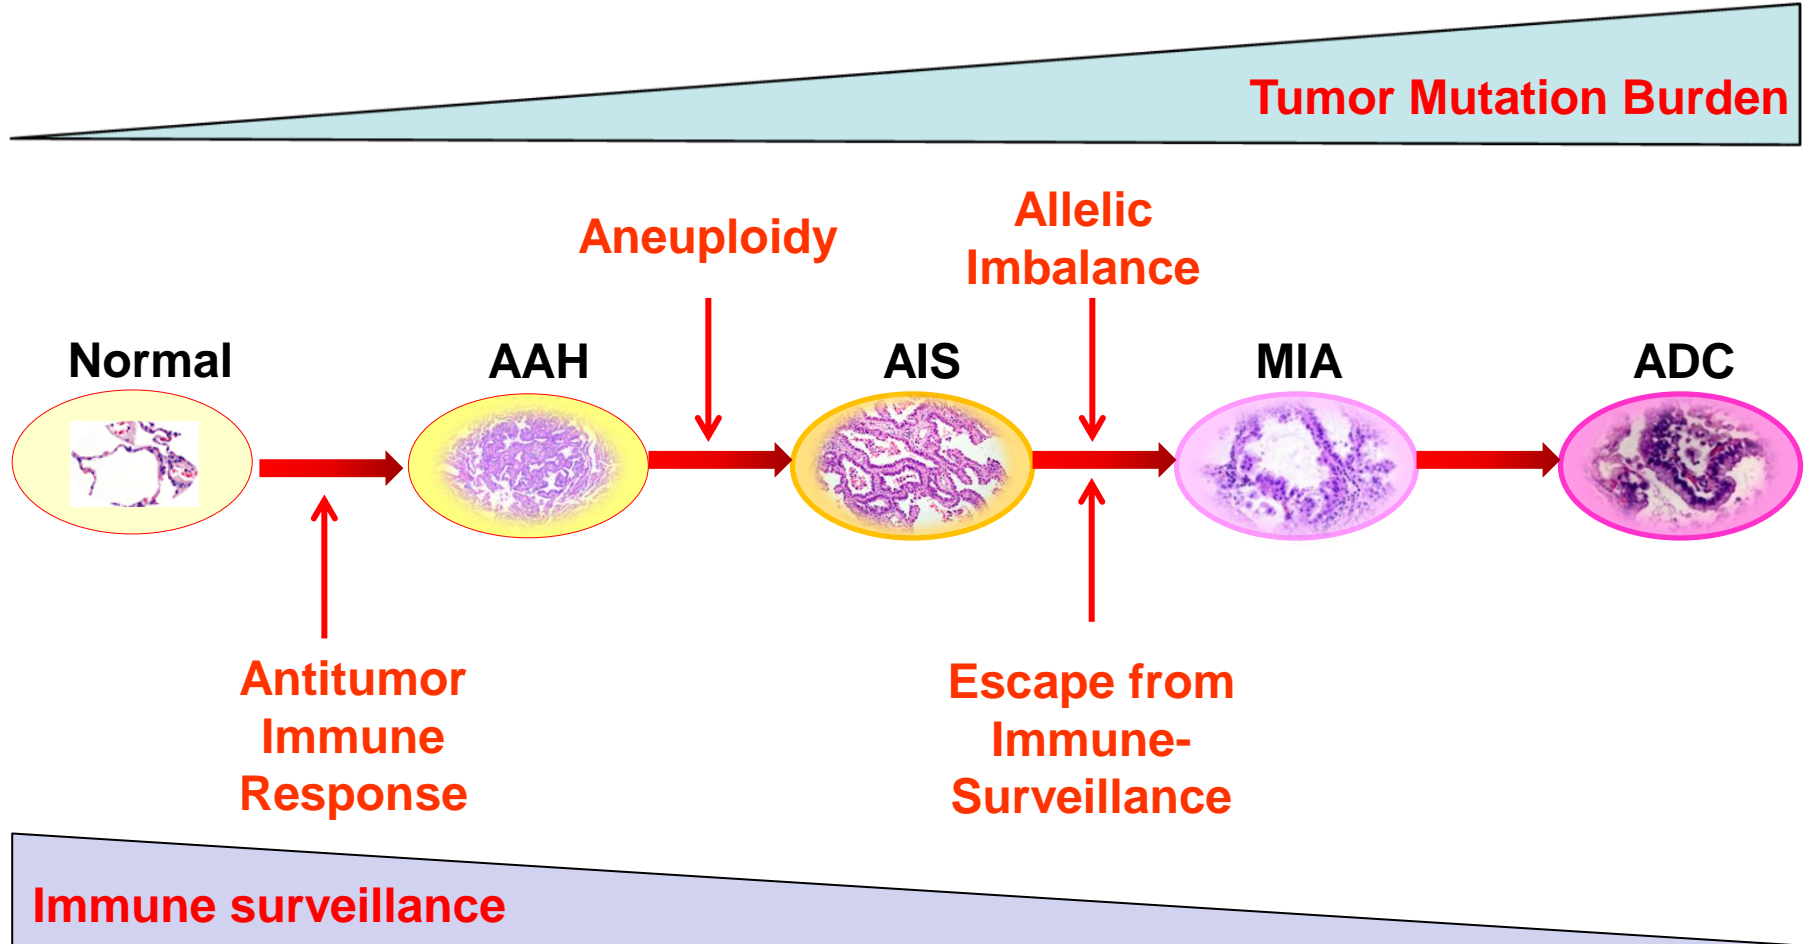 Tumor Mutation Burden
Aneuploidy
Allelic
Imbalance
Normal
AAH
AIS
MIA
ADC
Antitumor
Immune
Response
Escape from
Immune-
Surveillance
Immune surveillance